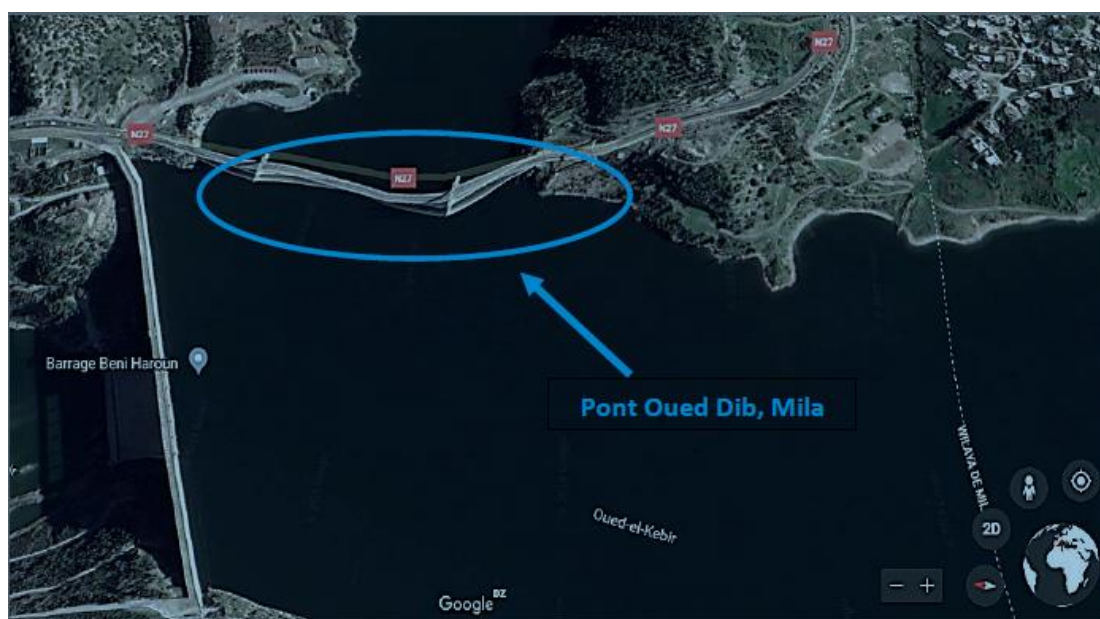 N27
N27
N27
N27
Barrage Beni Haroun
Pont Oued Dib, Mila
WILAYA DE MIL
Oued-el-Kebir
2D
Google DZ